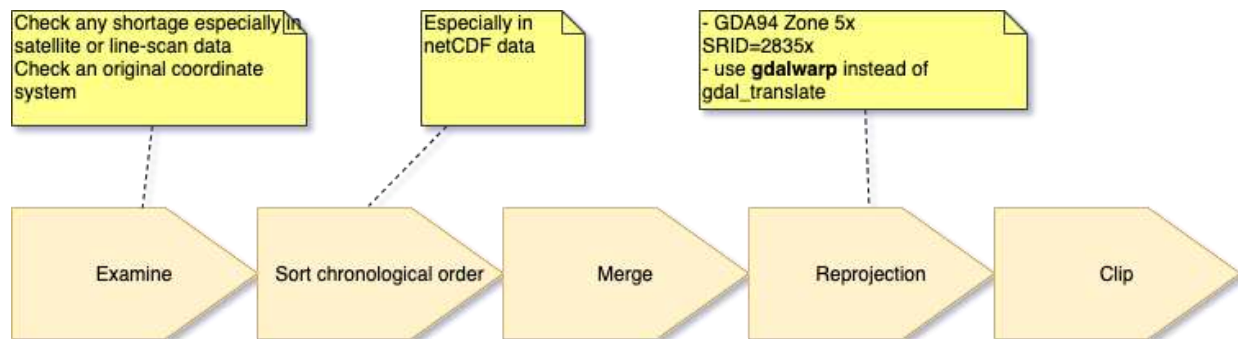 Check any shortage especially in
satellite or line-scan data
Check an original coordinate
system
Especially in
netCDF data
- GDA94 Zone 5x
SRID=2835x
- use gdalwarp instead of
gdal_translate
Examine
Sort chronological order
Merge
Reprojection
Clip